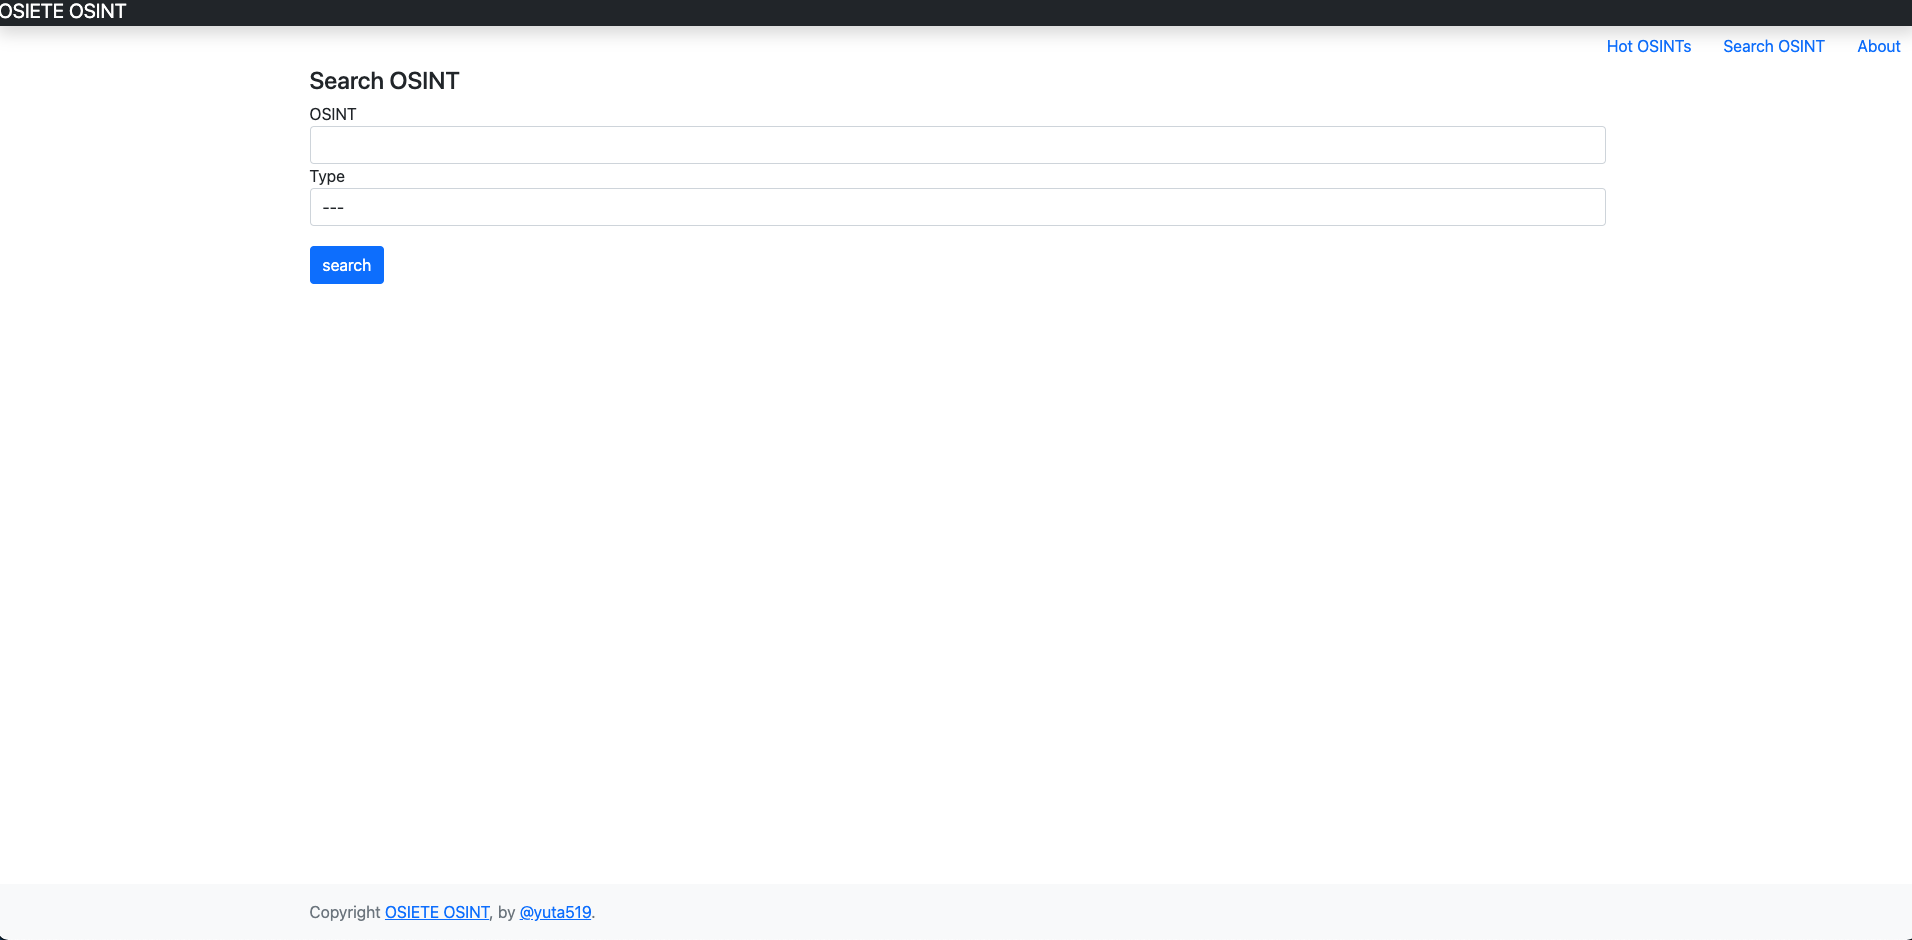 OSIETE OSINT
Hot OSINTs Search OSINT About
Search OSINT
OSINT
Type
---
search
Copyright OSIETE OSINT, by @yuta519.